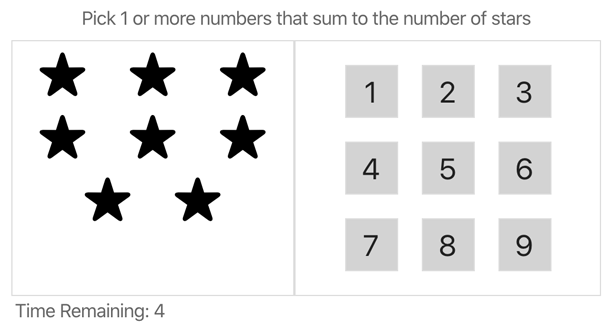 Pick 1 or more numbers that sum to the number of stars
1 2 3
4 5 6
7 8 9
Time Remaining: 4